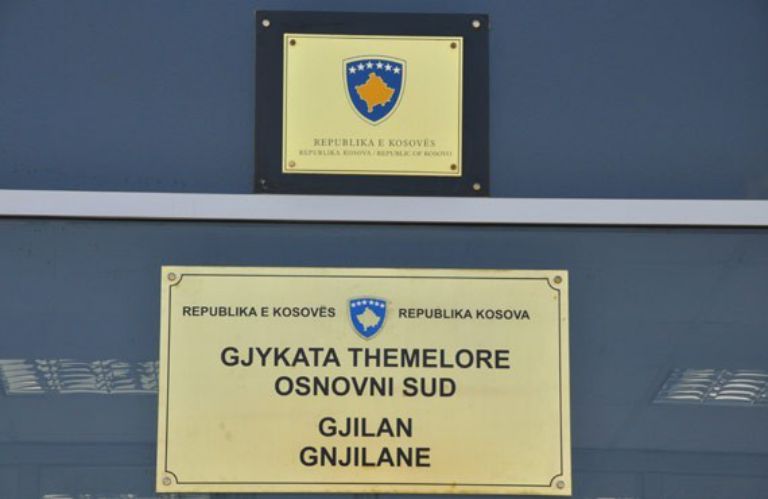 REPUBLIKA E KOSOVËS
REPUBLIKA KOSOVA / REPUBLIC OF KOSOVO
REPUBLIKA E KOSOVËS REPUBLIKA KOSOVA
GJYKATA THEMELORE
OSNOVNI SUD
GJILAN
GNJILANE